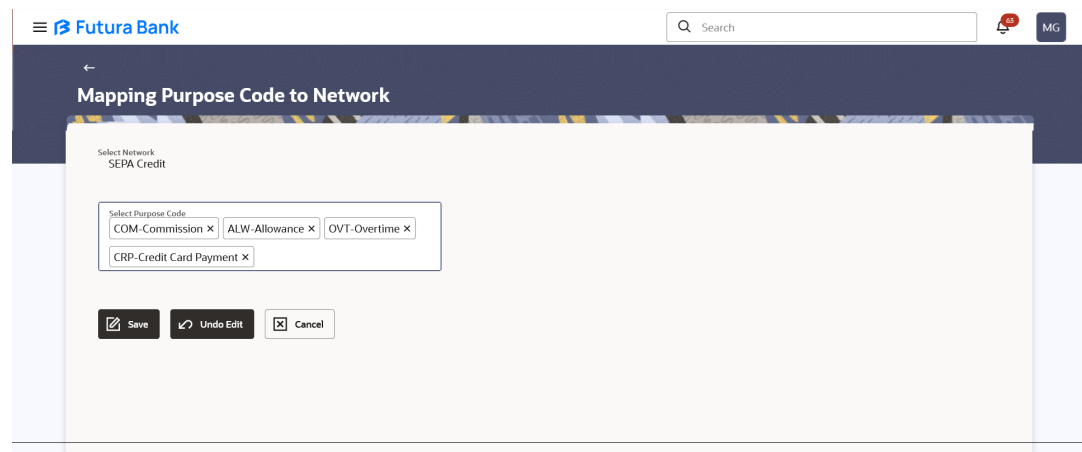 Futura Bank
Search
63
MG
Mapping Purpose Code to Network
Select Network
SEPA Credit
Select Purpose Code
COM-Commission × ALW-Allowance × OVT-Overtime ×
CRP-Credit Card Payment ×
Save Undo Edit Cancel